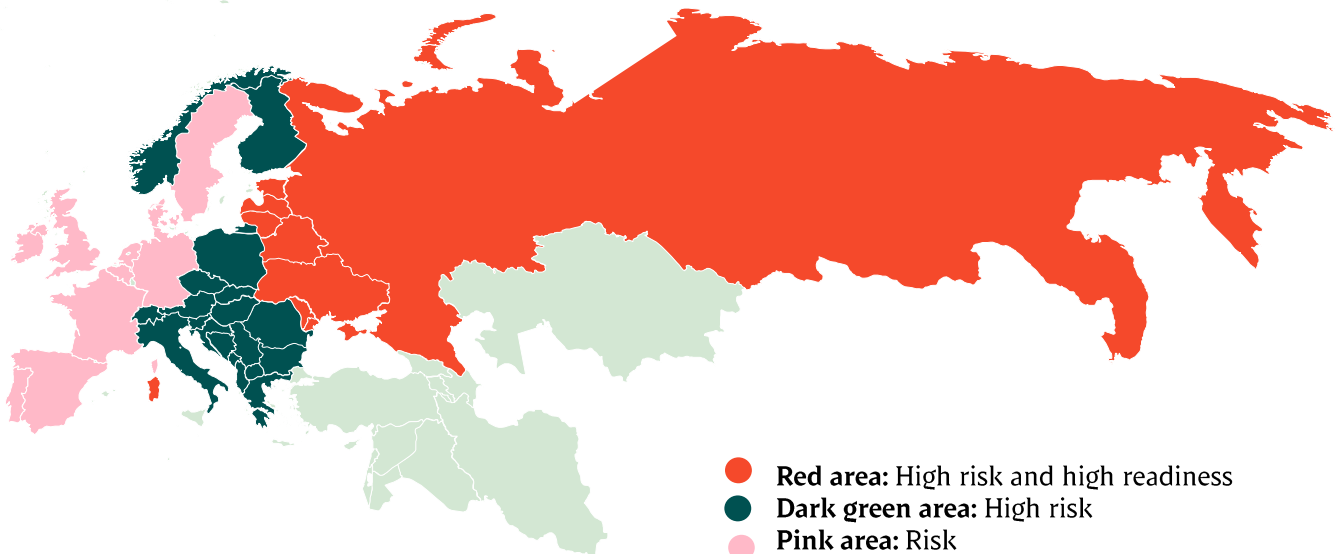 Red area: High risk and high readiness
Dark green area: High risk
Pink area: Risk